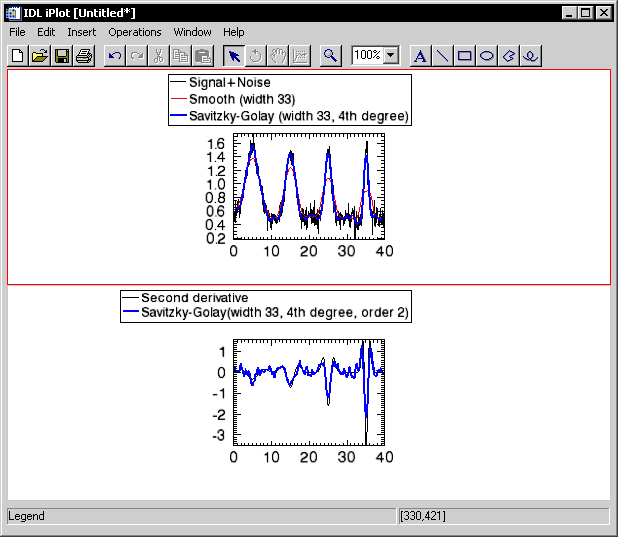 IDL iPlot [Untitled*]
File Edit Insert Operations Window Help
100% A
Signal+Noise
Smooth (width 33)
Savitzky-Golay (width 33, 4th degree)
1.6
1.4
1.2
1.0
0.8
0.6
0.4
0.2
0 10 20 30 40
Second derivative
Savitzky-Golay(width 33, 4th degree, order 2)
1
0
-1
-2
-3
0 10 20 30 40
Legend [330,421]